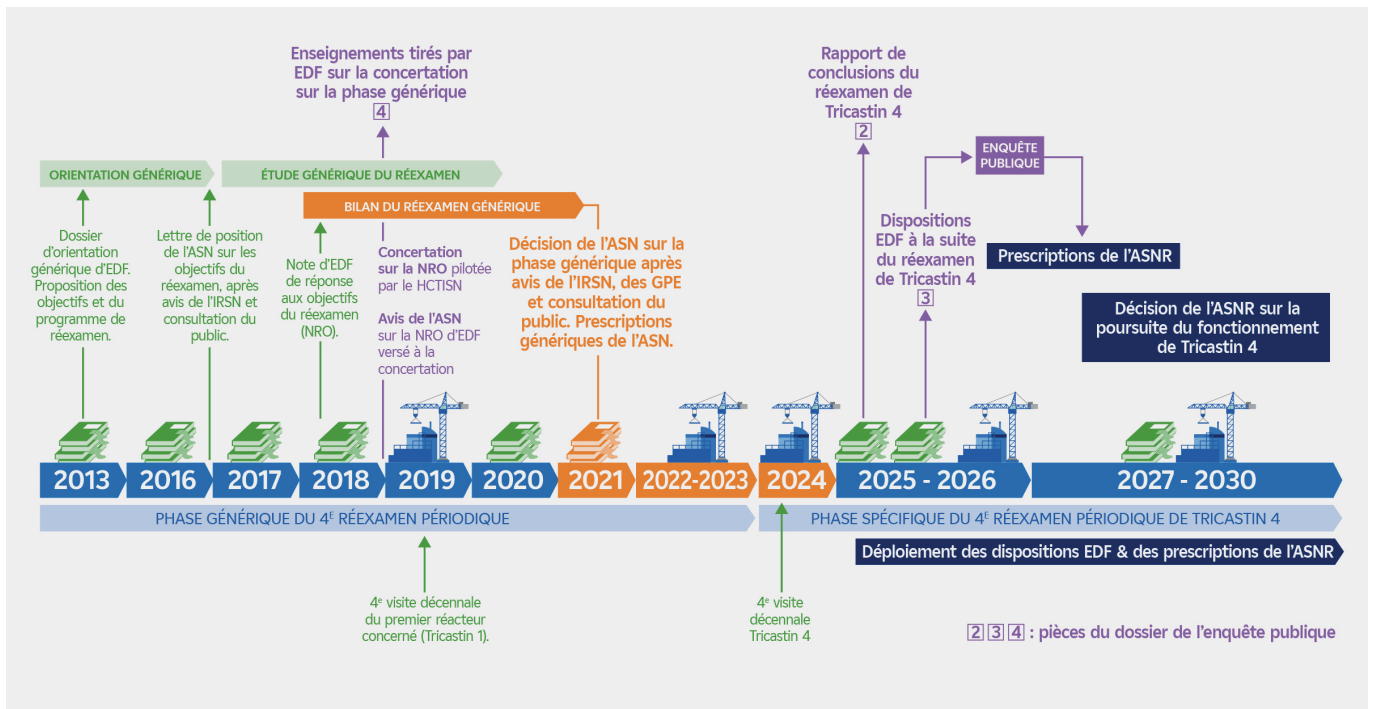 Enseignements tirés par
EDF sur la concertation
sur la phase générique
4
Rapport de
conclusions du
réexamen de
Tricastin 4
2
ENQUÊTE
PUBLIQUE
ORIENTATION GÉNÉRIQUE
ÉTUDE GÉNÉRIQUE DU RÉEXAMEN
BILAN DU RÉEXAMEN GÉNÉRIQUE
Dossier
d'orientation
générique d'EDF.
Proposition des
objectifs et du
programme de
réexamen.
Lettre de position
de l'ASN sur les
objectifs du
réexamen, après
avis de l'IRSN et
consultation du
public.
Note d'EDF
de réponse
aux objectifs
du réexamen
(NRO).
Concertation
sur la NRO pilotée
par le HCTISN
Avis de l'ASN
sur la NRO d'EDF
versé à la
concertation
Décision de l'ASN sur la
phase générique après
avis de l'IRSN, des GPE
et consultation du
public. Prescriptions
génériques de l'ASN.
Dispositions
EDF à la suite
du réexamen
de Tricastin 4
3
Prescriptions de l'ASNR
Décision de l'ASNR sur la
poursuite du fonctionnement
de Tricastin 4
2013
2016
2017
2018
2019
2020
2021
2022-2023
2024
2025 - 2026
2027 - 2030
PHASE GÉNÉRIQUE DU 4E RÉEXAMEN PÉRIODIQUE
PHASE SPÉCIFIQUE DU 4E RÉEXAMEN PÉRIODIQUE DE TRICASTIN 4
Déploiement des dispositions EDF & des prescriptions de l'ASNR
4e visite décennale
du premier réacteur
concerné (Tricastin 1).
4e visite
décennale
Tricastin 4
2 3 4 : pièces du dossier de l'enquête publique